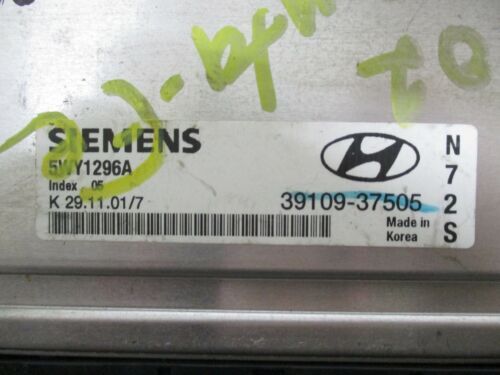 SIEMENS
5WY1296A
Index 05
K 29.11.01/7
39109-37505
Made in
Korea
N
7
2
S